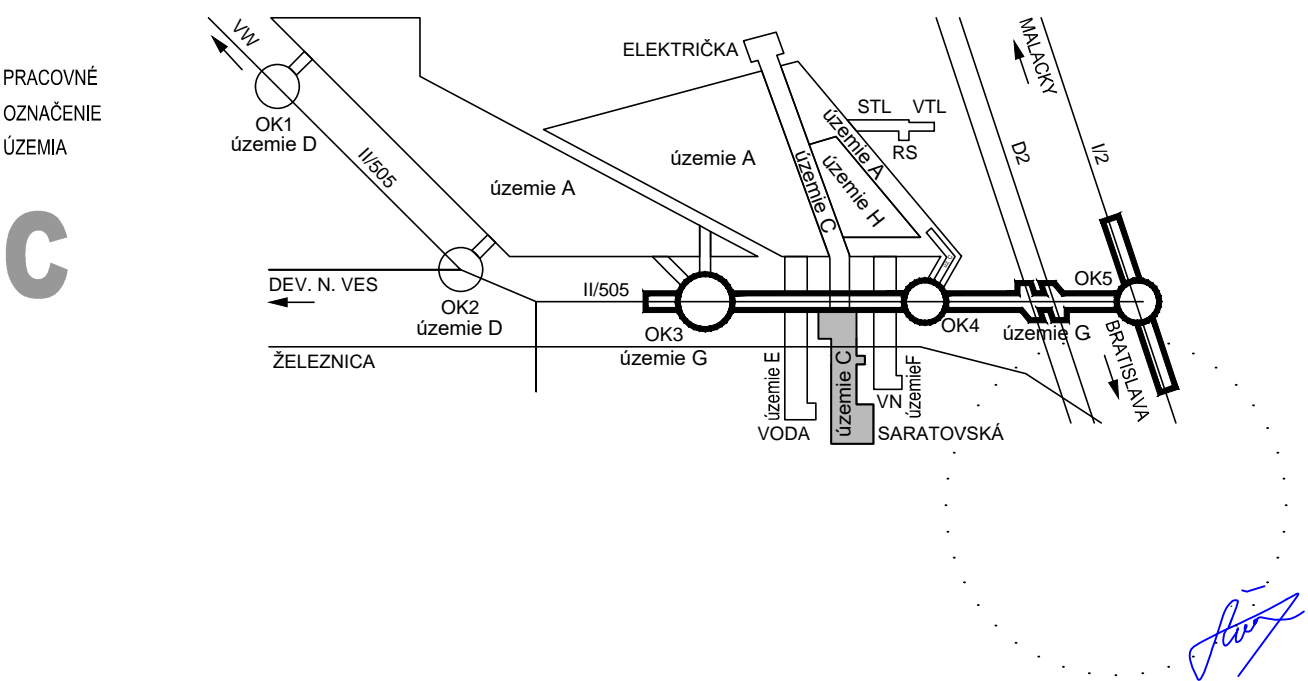 PRACOVNÉ
OZNAČENIE
ÚZEMIA
C
VW
OK1
územie D
II/505
OK2
územie D
DEV. N. VES
ŽELEZNICA
územie A
územie A
ELEKTRIČKA
územie C
územie A
územie H
STL VTL
RS
II/505
OK3
územie G
OK4
územie G
OK5
MALACKY
D2
I/2
BRATISLAVA
územie E
VODA
územie C
SARATOVSKÁ
VN
územieF